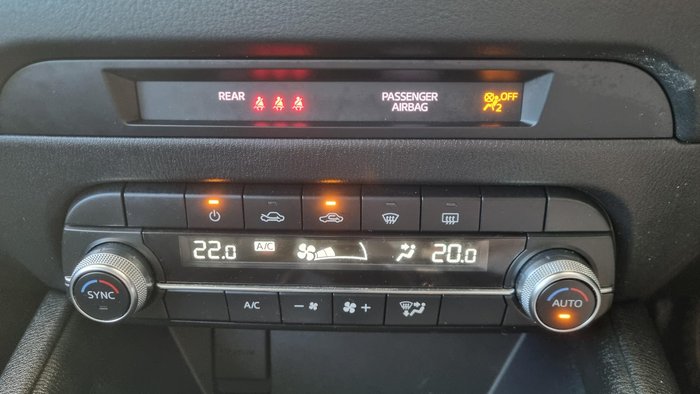 REAR
PASSENGER
AIRBAG
OFF
2
22.0
A/C
20.0
SYNC
A/C
AUTO